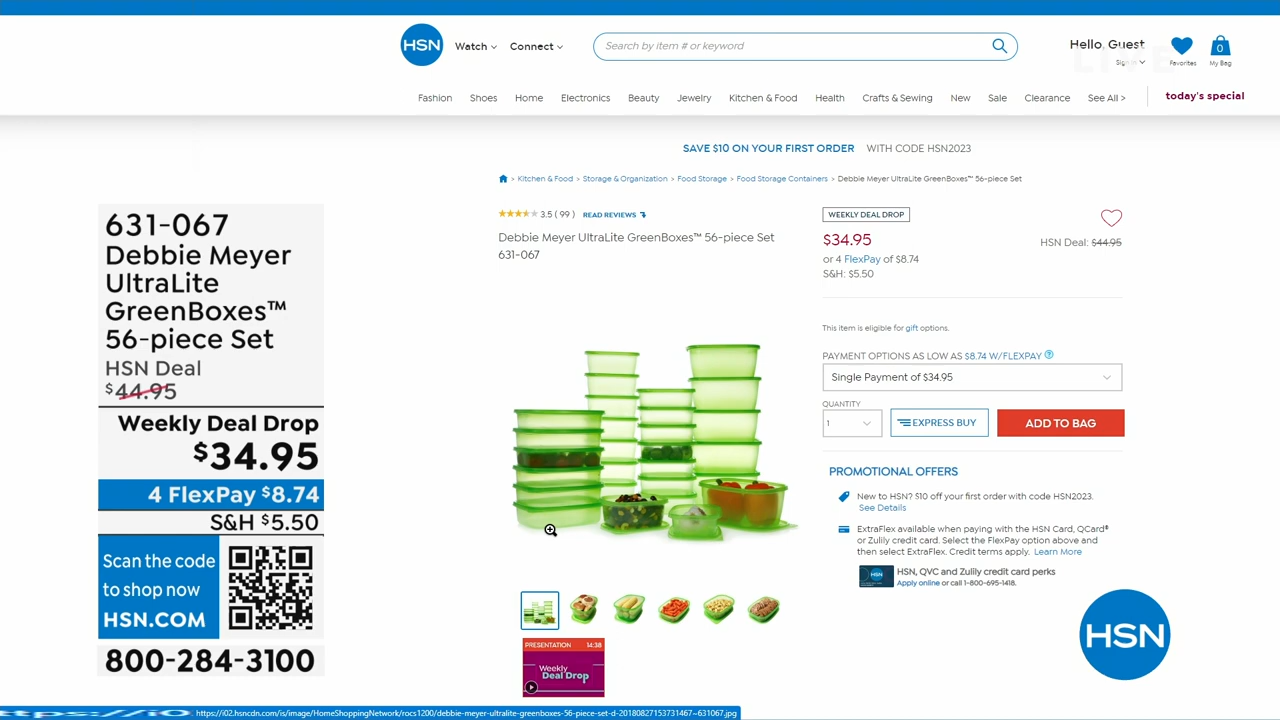 HSN
Watch
Connect
Search by item # or keyword
Hello, Guest
Favorites
0
My Bag
LIVE
Fashion
Shoes
Home
Electronics
Beauty
Jewelry
Kitchen & Food
Health
Crafts & Sewing
New
Sale
Clearance
See All >
today's special
SAVE $10 ON YOUR FIRST ORDER WITH CODE HSN2023
> Kitchen & Food > Storage & Organization > Food Storage > Food Storage Containers > Debbie Meyer UltraLite GreenBoxes™ 56-piece Set
631-067
Debbie Meyer
UltraLite
GreenBoxes™
56-piece Set
HSN Deal
$44.95
Weekly Deal Drop
$34.95
4 FlexPay $8.74
S&H $5.50
Scan the code
to shop now
HSN.COM
800-284-3100
3.5 ( 99 ) READ REVIEWS
Debbie Meyer UltraLite GreenBoxes™ 56-piece Set
631-067
PRESENTATION 14:38
Weekly
Deal Drop
WEEKLY DEAL DROP
$34.95
HSN Deal: $44.95
or 4 FlexPay of $8.74
S&H: $5.50
This item is eligible for gift options.
PAYMENT OPTIONS AS LOW AS $8.74 W/FLEXPAY ?
Single Payment of $34.95
QUANTITY
1
EXPRESS BUY
ADD TO BAG
PROMOTIONAL OFFERS
New to HSN? $10 off your first order with code HSN2023.
See Details
ExtraFlex available when paying with the HSN Card, QCard®
or Zulily credit card. Select the FlexPay option above and
then select ExtraFlex. Credit terms apply. Learn More
HSN
HSN, QVC and Zulily credit card perks
Apply online or call 1-800-695-1418.
HSN
https://i02.hsncdn.com/is/image/HomeShoppingNetwork/rocs1200/debbie-meyer-ultralite-greenboxes-56-piece-set-d-20180827153731467~631067.jpg